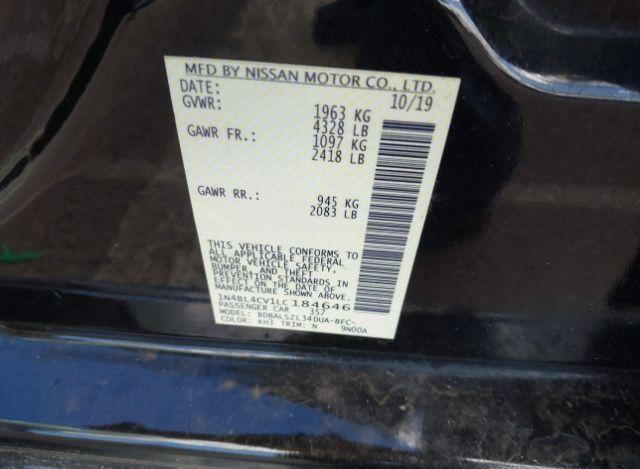 MFD BY NISSAN MOTOR CO., LTD.
DATE: 10/19
GVWR: 1963 KG
4328 LB
GAWR FR.: 1097 KG
2418 LB
GAWR RR.: 945 KG
2083 LB
THIS VEHICLE CONFORMS TO
ALL APPLICABLE FEDERAL
MOTOR VEHICLE SAFETY,
BUMPER, AND THEFT
PREVENTION STANDARDS IN
EFFECT ON THE DATE OF
MANUFACTURE SHOWN ABOVE.
1N4BL4CV1LC184646
PASSENGER CAR 357
MODEL: BDBALSZL34DUA-BFC-
COLOR: KH3 TRIM: N 9N00A